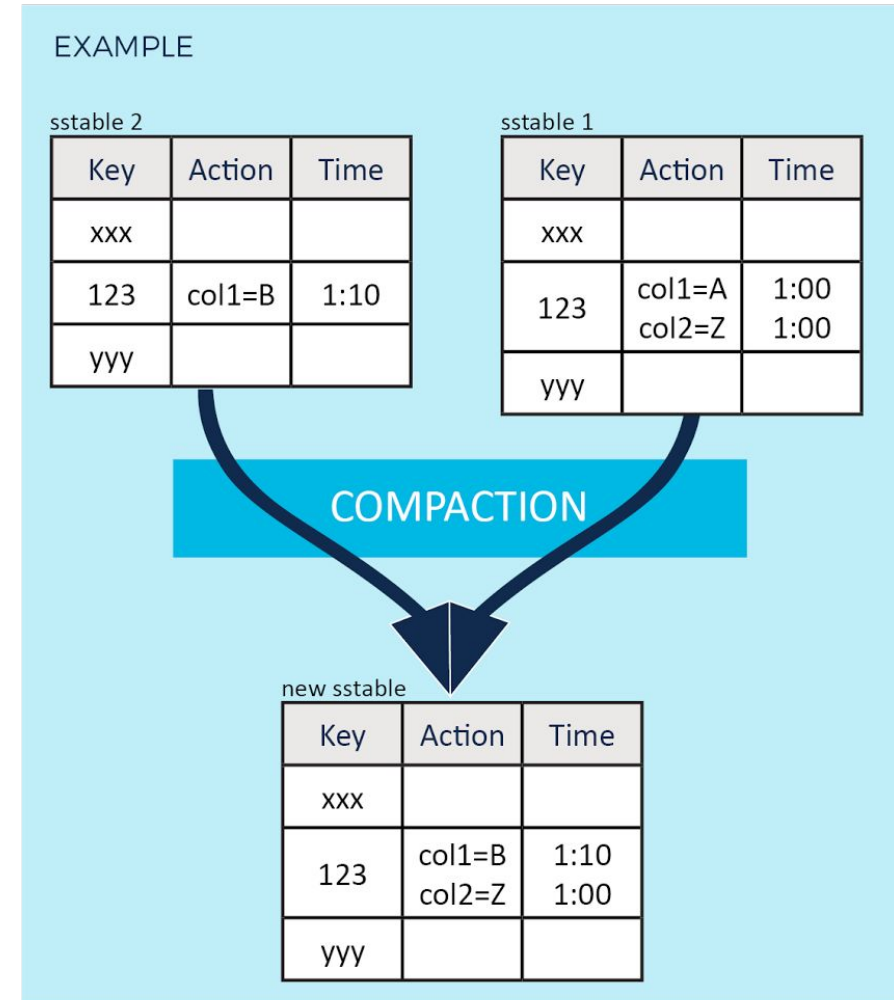 EXAMPLE
sstable 2
Key Action Time
xxx
123 col1=B 1:10
yyy
sstable 1
Key Action Time
xxx
123 col1=A 1:00
col2=Z 1:00
yyy
COMPACTION
new sstable
Key Action Time
xxx
123 col1=B 1:10
col2=Z 1:00
yyy